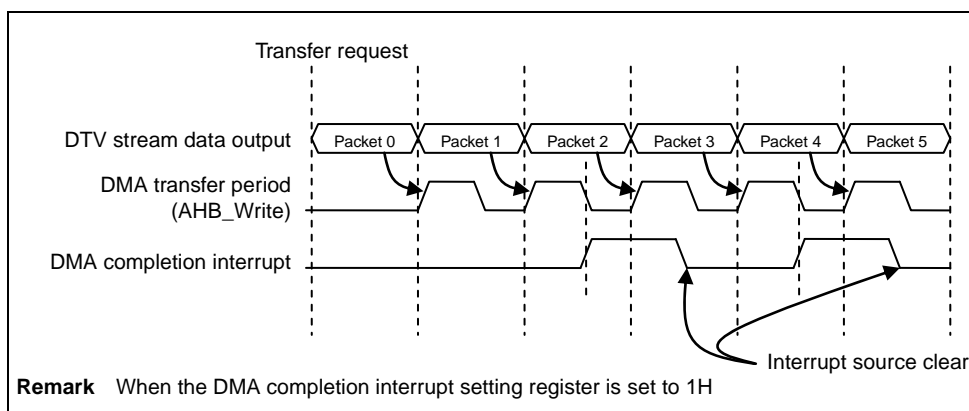 Transfer request
DTV stream data output
Packet 0 Packet 1 Packet 2 Packet 3 Packet 4 Packet 5
DMA transfer period
(AHB_Write)
DMA completion interrupt
Interrupt source clear
Remark When the DMA completion interrupt setting register is set to 1H